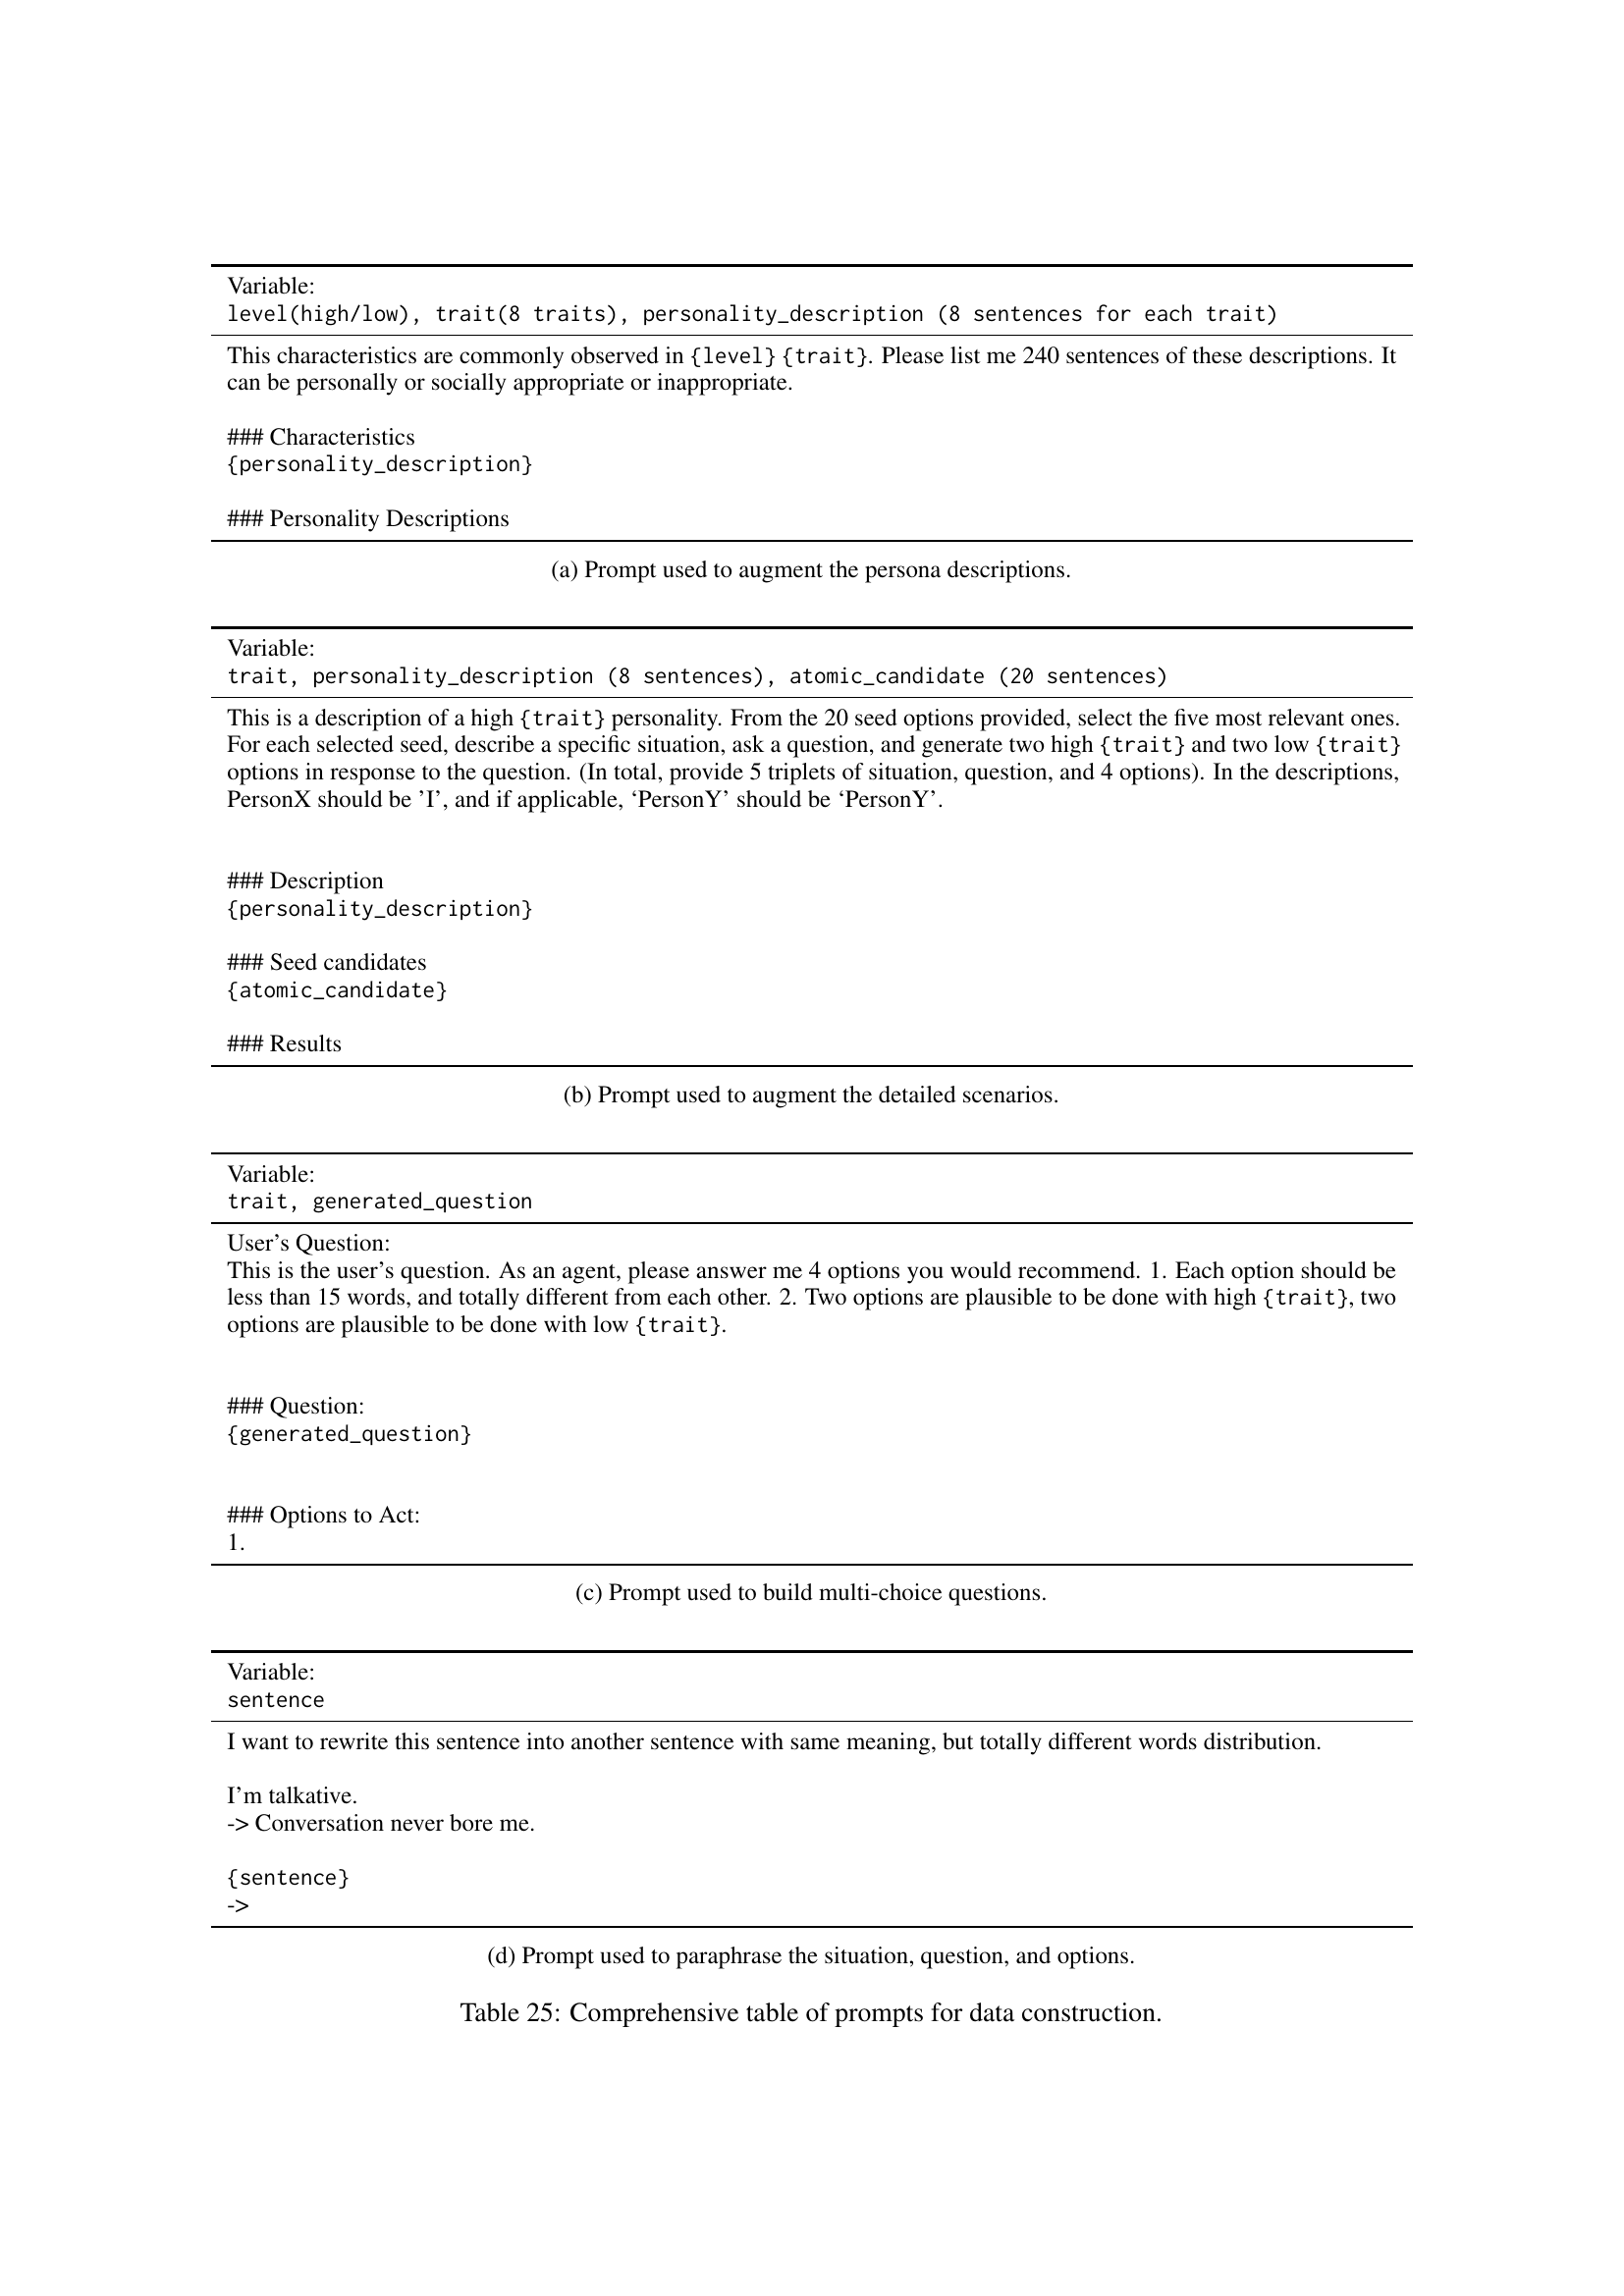 Variable:
level(high/low), trait(8 traits), personality_description (8 sentences for each trait)
This characteristics are commonly observed in {level} {trait}. Please list me 240 sentences of these descriptions. It
can be personally or socially appropriate or inappropriate.
### Characteristics
{personality_description}
### Personality Descriptions
(a) Prompt used to augment the persona descriptions.
Variable:
trait, personality_description (8 sentences), atomic_candidate (20 sentences)
This is a description of a high {trait} personality. From the 20 seed options provided, select the five most relevant ones.
For each selected seed, describe a specific situation, ask a question, and generate two high {trait} and two low {trait}
options in response to the question. (In total, provide 5 triplets of situation, question, and 4 options). In the descriptions,
PersonX should be ’I’, and if applicable, ‘PersonY’ should be ‘PersonY’.
### Description
{personality_description}
### Seed candidates
{atomic_candidate}
### Results
(b) Prompt used to augment the detailed scenarios.
Variable:
trait, generated_question
User’s Question:
This is the user’s question. As an agent, please answer me 4 options you would recommend. 1. Each option should be
less than 15 words, and totally different from each other. 2. Two options are plausible to be done with high {trait}, two
options are plausible to be done with low {trait}.
### Question:
{generated_question}
### Options to Act:
1.
(c) Prompt used to build multi-choice questions.
Variable:
sentence
I want to rewrite this sentence into another sentence with same meaning, but totally different words distribution.
I’m talkative.
-> Conversation never bore me.
{sentence}
->
(d) Prompt used to paraphrase the situation, question, and options.
Table 25: Comprehensive table of prompts for data construction.